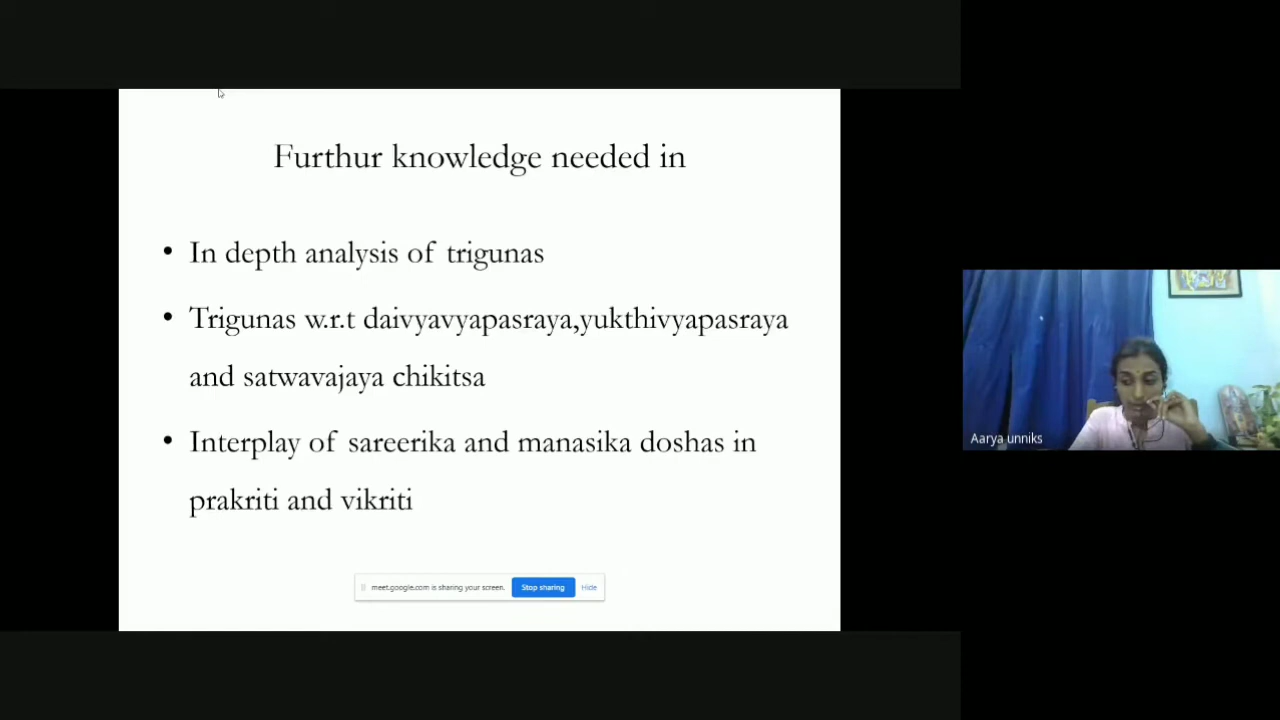 Furthur knowledge needed in
• In depth analysis of trigunas
• Trigunas w.r.t daivyavyapasraya,yukthivyapasraya
and satwavajaya chikitsa
• Interplay of sareerika and manasika doshas in
prakriti and vikriti
meet.google.com is sharing your screen. Stop sharing Hide
Aarya unniks